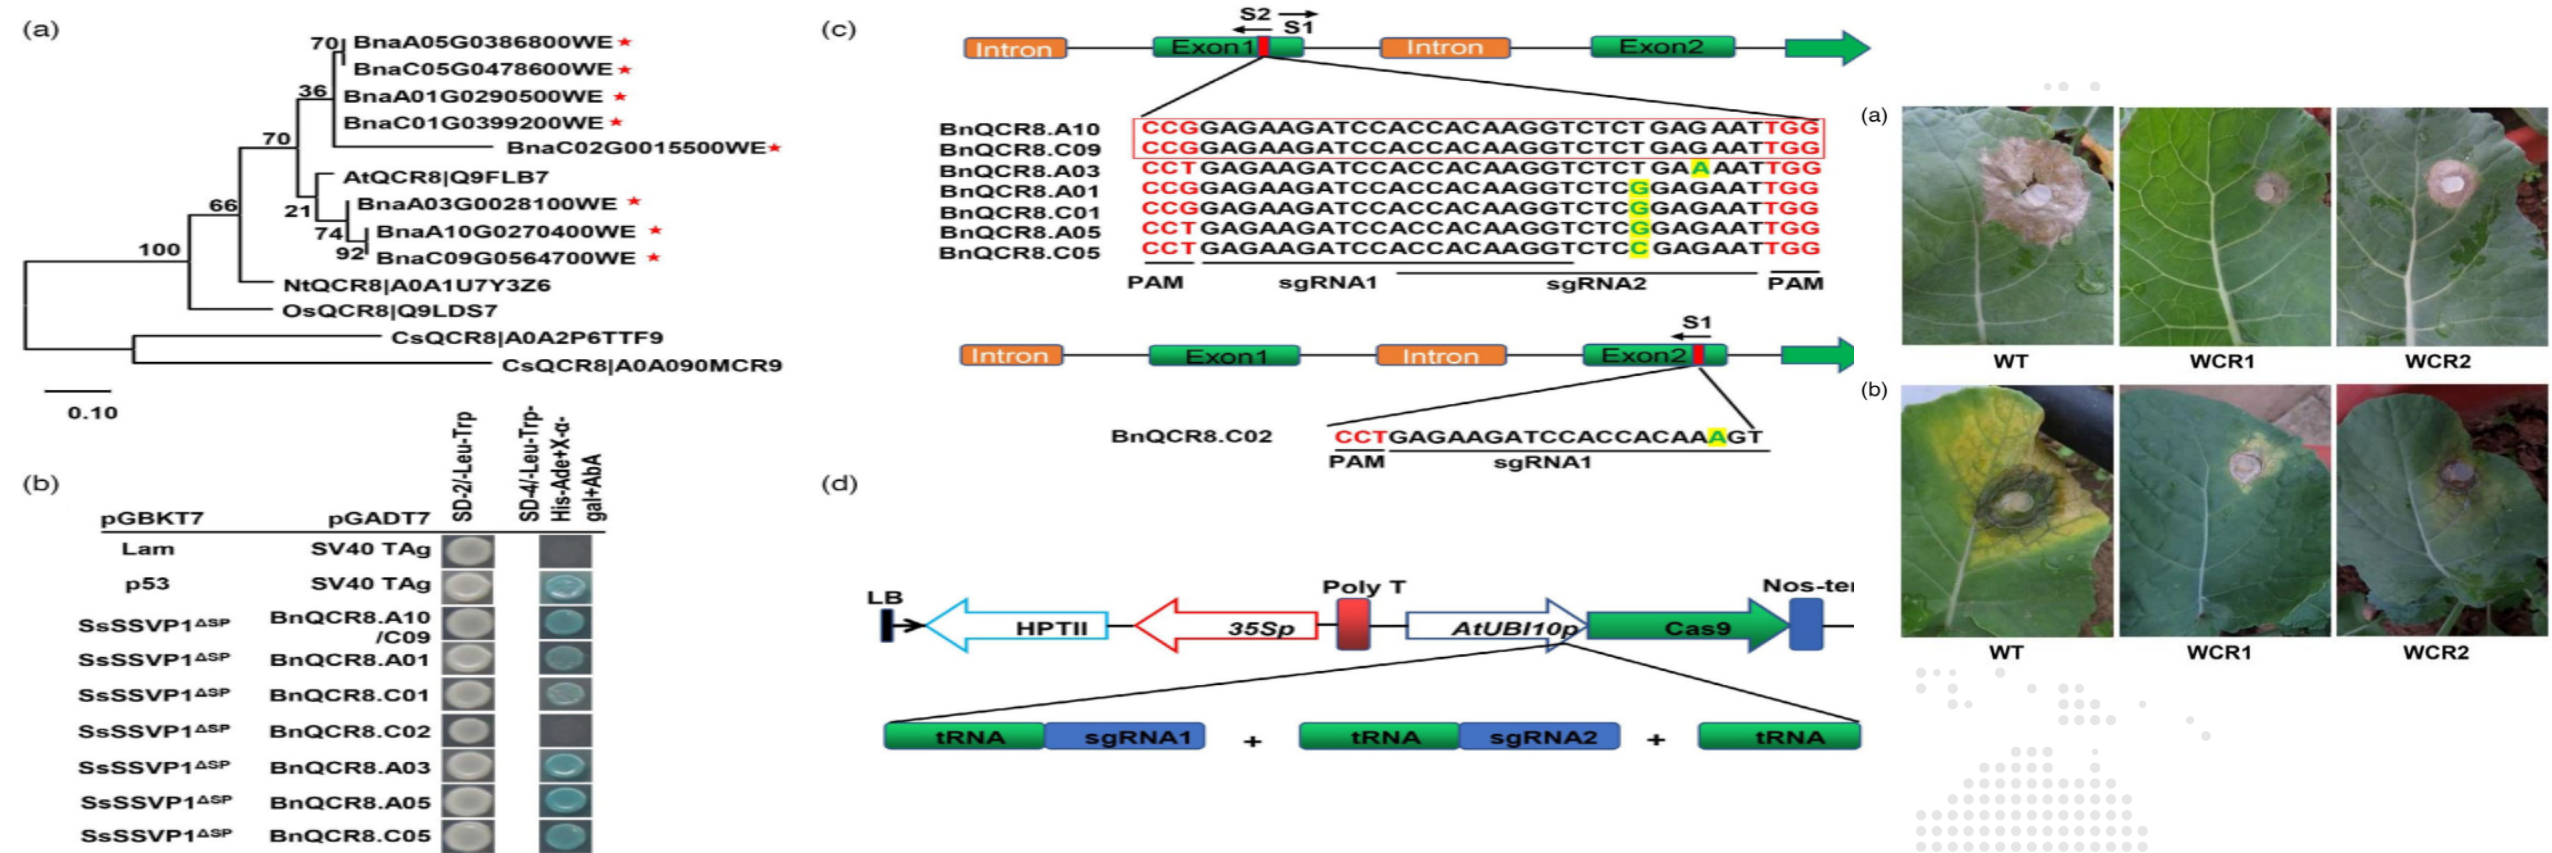 (a)
70 BnaA05G0386800WE
BnaC05G0478600WE
36 BnaA01G0290500WE
BnaC01G0399200WE
70 BnaC02G0015500WE
AtQCR8|Q9FLB7
66 21 BnaA03G0028100WE
74 BnaA10G0270400WE
100 92 BnaC09G0564700WE
NtQCR8|A0A1U7Y3Z6
OsQCR8|Q9LDS7
CsQCR8|A0A2P6TTF9
CsQCR8|A0A090MCR9
0.10
(b)
pGBKT7 pGADT7 SD-2/-Leu-Trp SD-4/-Leu-Trp-His-Ade+X-α-gal+AbA
Lam SV40 TAg
p53 SV40 TAg
SsSSVP1ΔSP BnQCR8.A10
/C09
SsSSVP1ΔSP BnQCR8.A01
SsSSVP1ΔSP BnQCR8.C01
SsSSVP1ΔSP BnQCR8.C02
SsSSVP1ΔSP BnQCR8.A03
SsSSVP1ΔSP BnQCR8.A05
SsSSVP1ΔSP BnQCR8.C05
(c)
S2
S1
Intron Exon1 Intron Exon2
BnQCR8.A10 CCGGAGAAGATCCACCACAAGGTCTCTGAGAATTGG
BnQCR8.C09 CCGGAGAAGATCCACCACAAGGTCTCTGAGAATTGG
BnQCR8.A03 CCTGAGAAGATCCACCACAAGGTCTCTGAAAATTGG
BnQCR8.A01 CCGGAGAAGATCCACCACAAGGTCTCGGAGAATTGG
BnQCR8.C01 CCGGAGAAGATCCACCACAAGGTCTCGGAGAATTGG
BnQCR8.A05 CCTGAGAAGATCCACCACAAGGTCTCGGAGAATTGG
BnQCR8.C05 CCTGAGAAGATCCACCACAAGGTCTCCGAGAATTGG
PAM sgRNA1 sgRNA2 PAM
S1
Intron Exon1 Intron Exon2
BnQCR8.C02 CCTGAGAAGATCCACCACAAAGT
PAM sgRNA1
(d)
LB HPTII 35Sp Poly T AtUBI10p Cas9 Nos-ter
tRNA sgRNA1 + tRNA sgRNA2 + tRNA
(a)
WT WCR1 WCR2
(b)
WT WCR1 WCR2